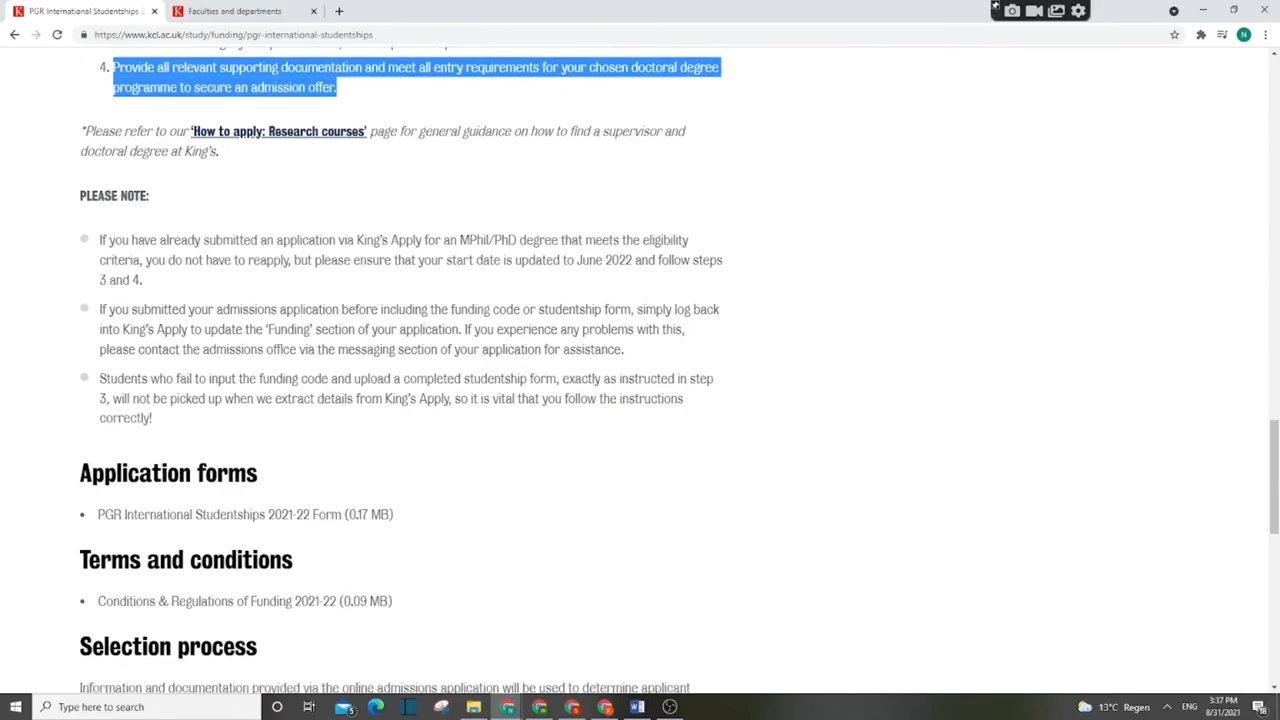 PGR International Studentships 2
Faculties and departments
https://www.kcl.ac.uk/study/funding/pgr-international-studentships
N
4. Provide all relevant supporting documentation and meet all entry requirements for your chosen doctoral degree
programme to secure an admission offer.
*Please refer to our ‘How to apply: Research courses’ page for general guidance on how to find a supervisor and
doctoral degree at King's.
PLEASE NOTE:
If you have already submitted an application via King's Apply for an MPhil/PhD degree that meets the eligibility
criteria, you do not have to reapply, but please ensure that your start date is updated to June 2022 and follow steps
3 and 4.
If you submitted your admissions application before including the funding code or studentship form, simply log back
into King's Apply to update the ‘Funding’ section of your application. If you experience any problems with this,
please contact the admissions office via the messaging section of your application for assistance.
Students who fail to input the funding code and upload a completed studentship form, exactly as instructed in step
3, will not be picked up when we extract details from King's Apply, so it is vital that you follow the instructions
correctly!
Application forms
• PGR International Studentships 2021-22 Form (0.17 MB)
Terms and conditions
• Conditions & Regulations of Funding 2021-22 (0.09 MB)
Selection process
Information and documentation provided via the online admissions application will be used to determine applicant
Type here to search
13°C Regen
ENG
3:37 PM
8/31/2021